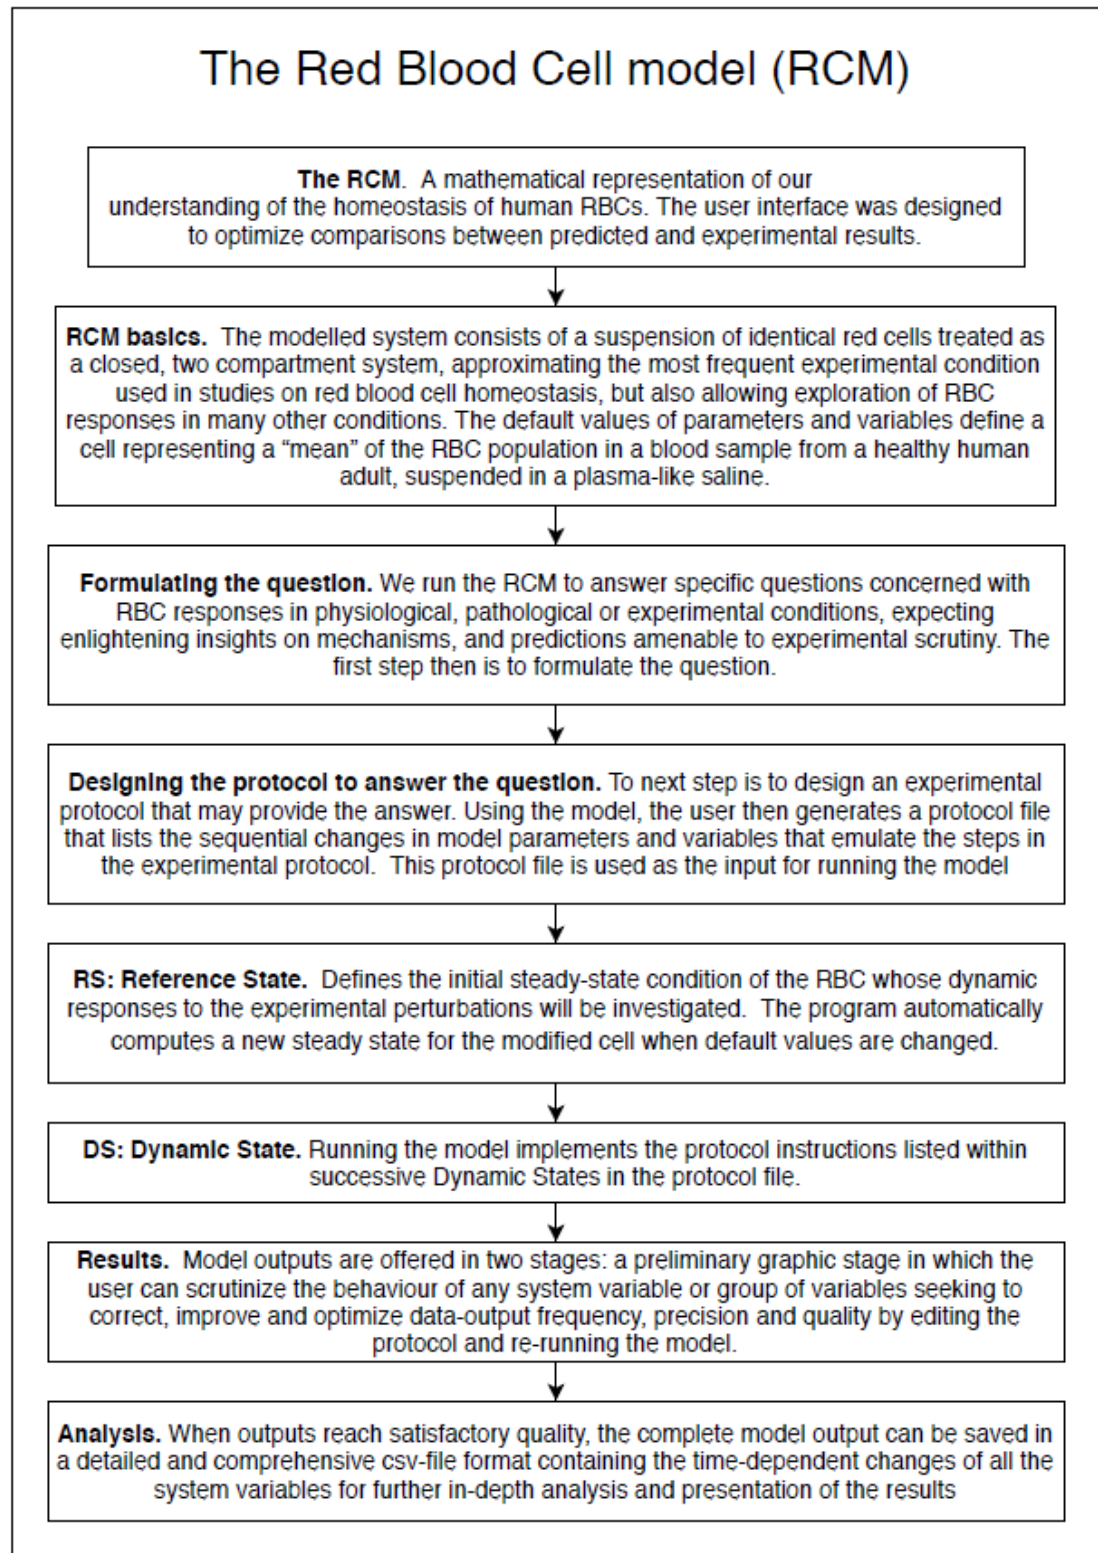 The Red Blood Cell model (RCM)
The RCM.  A mathematical representation of our
understanding of the homeostasis of human RBCs. The user interface was designed
to optimize comparisons between predicted and experimental results.
RCM basics.  The modelled system consists of a suspension of identical red cells treated as
a closed, two compartment system, approximating the most frequent experimental condition
used in studies on red blood cell homeostasis, but also allowing exploration of RBC
responses in many other conditions. The default values of parameters and variables define a
cell representing a “mean” of the RBC population in a blood sample from a healthy human
adult, suspended in a plasma-like saline.
Formulating the question. We run the RCM to answer specific questions concerned with
RBC responses in physiological, pathological or experimental conditions, expecting
enlightening insights on mechanisms, and predictions amenable to experimental scrutiny. The
first step then is to formulate the question.
Designing the protocol to answer the question. To next step is to design an experimental
protocol that may provide the answer. Using the model, the user then generates a protocol file
that lists the sequential changes in model parameters and variables that emulate the steps in
the experimental protocol.  This protocol file is used as the input for running the model
RS: Reference State.  Defines the initial steady-state condition of the RBC whose dynamic
responses to the experimental perturbations will be investigated.  The program automatically
computes a new steady state for the modified cell when default values are changed.
DS: Dynamic State. Running the model implements the protocol instructions listed within
successive Dynamic States in the protocol file.
Results.  Model outputs are offered in two stages: a preliminary graphic stage in which the
user can scrutinize the behaviour of any system variable or group of variables seeking to
correct, improve and optimize data-output frequency, precision and quality by editing the
protocol and re-running the model.
Analysis. When outputs reach satisfactory quality, the complete model output can be saved in
a detailed and comprehensive csv-file format containing the time-dependent changes of all the
system variables for further in-depth analysis and presentation of the results